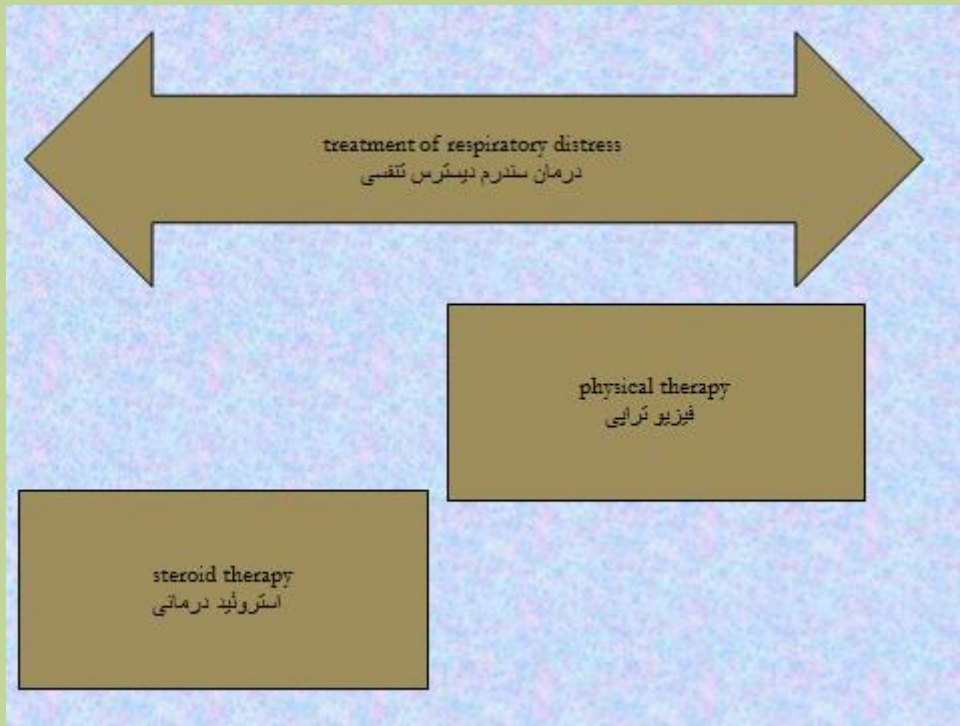 treatment of respiratory distress
درمان سندرم دیسترس تنفسی
physical therapy
فیزیو تراپی
steroid therapy
استروئید درمانی